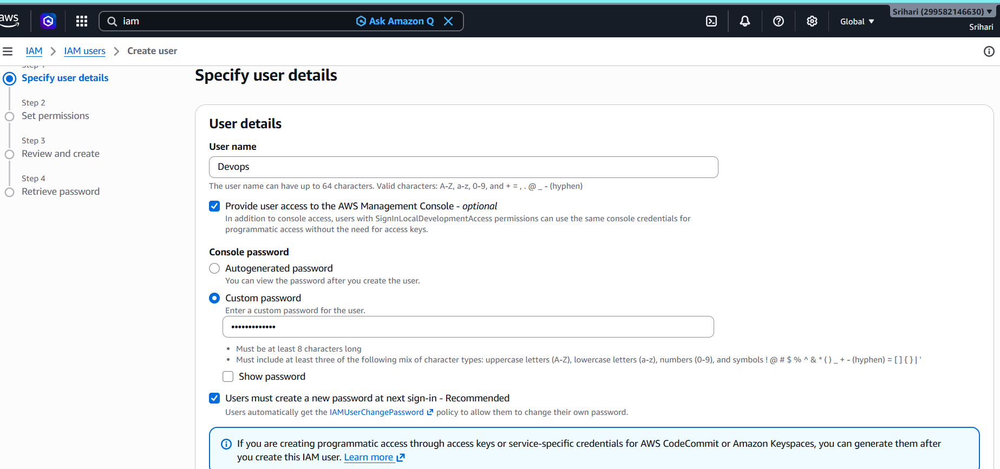 aws
iam
Ask Amazon Q
Global
Srihari (299582146630)
Srihari
IAM
IAM users
Create user
Step 1
Specify user details
Step 2
Set permissions
Step 3
Review and create
Step 4
Retrieve password
Specify user details
User details
User name
Devops
The user name can have up to 64 characters. Valid characters: A-Z, a-z, 0-9, and + = , . @ _ - (hyphen)
Provide user access to the AWS Management Console - optional
In addition to console access, users with SignInLocalDevelopmentAccess permissions can use the same console credentials for
programmatic access without the need for access keys.
Console password
Autogenerated password
You can view the password after you create the user.
Custom password
Enter a custom password for the user.
•••••••••••••
• Must be at least 8 characters long
• Must include at least three of the following mix of character types: uppercase letters (A-Z), lowercase letters (a-z), numbers (0-9), and symbols ! @ # $ % ^ & * ( ) _ + - (hyphen) = [ ] { } | '
Show password
Users must create a new password at next sign-in - Recommended
Users automatically get the IAMUserChangePassword policy to allow them to change their own password.
If you are creating programmatic access through access keys or service-specific credentials for AWS CodeCommit or Amazon Keyspaces, you can generate them after
you create this IAM user. Learn more